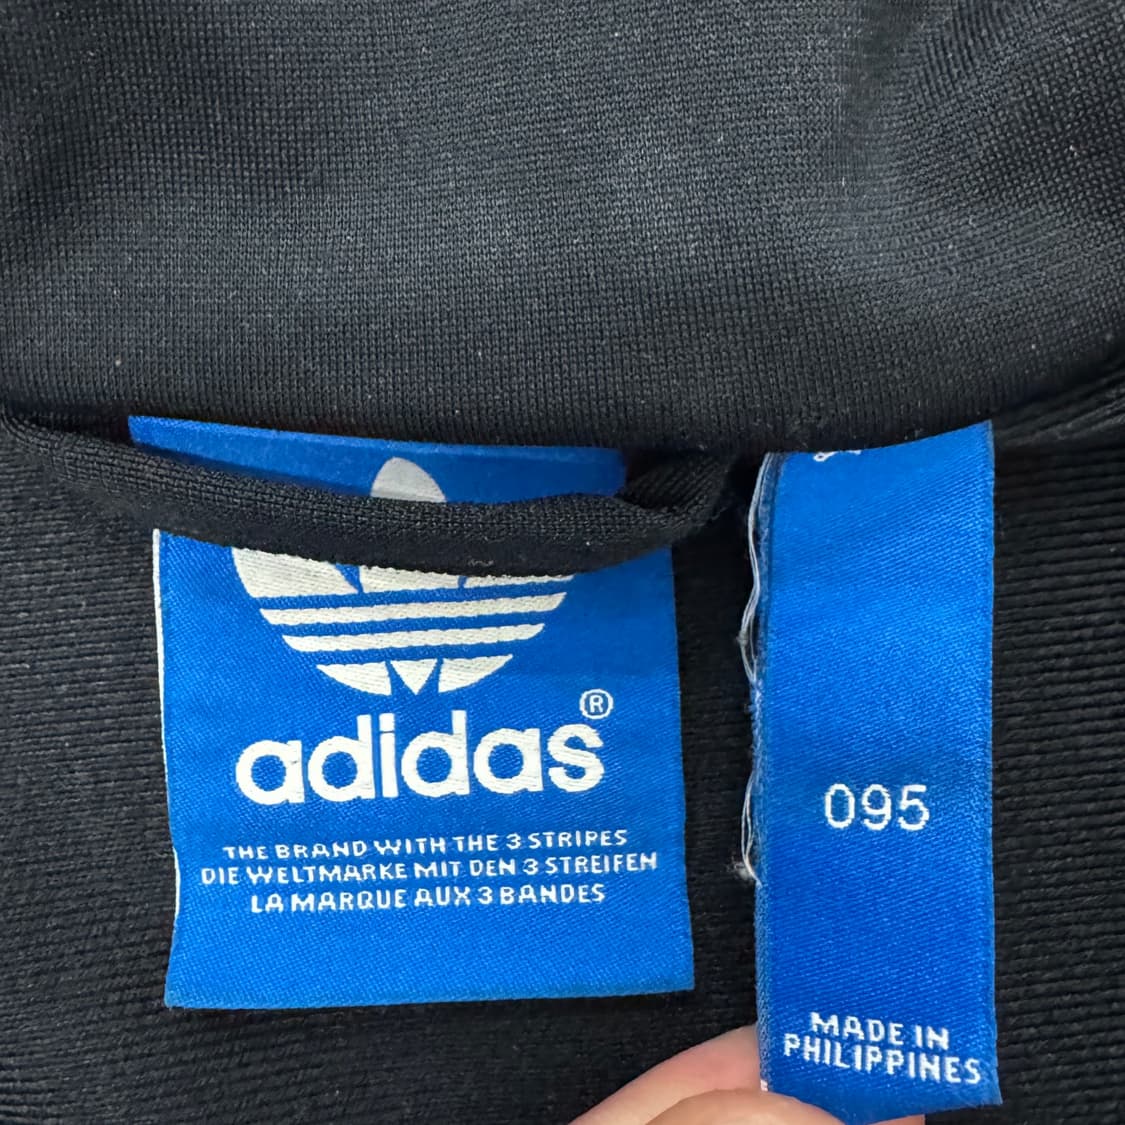 adidas®
THE BRAND WITH THE 3 STRIPES
DIE WELTMARKE MIT DEN 3 STREIFEN
LA MARQUE AUX 3 BANDES
095
MADE IN
PHILIPPINES